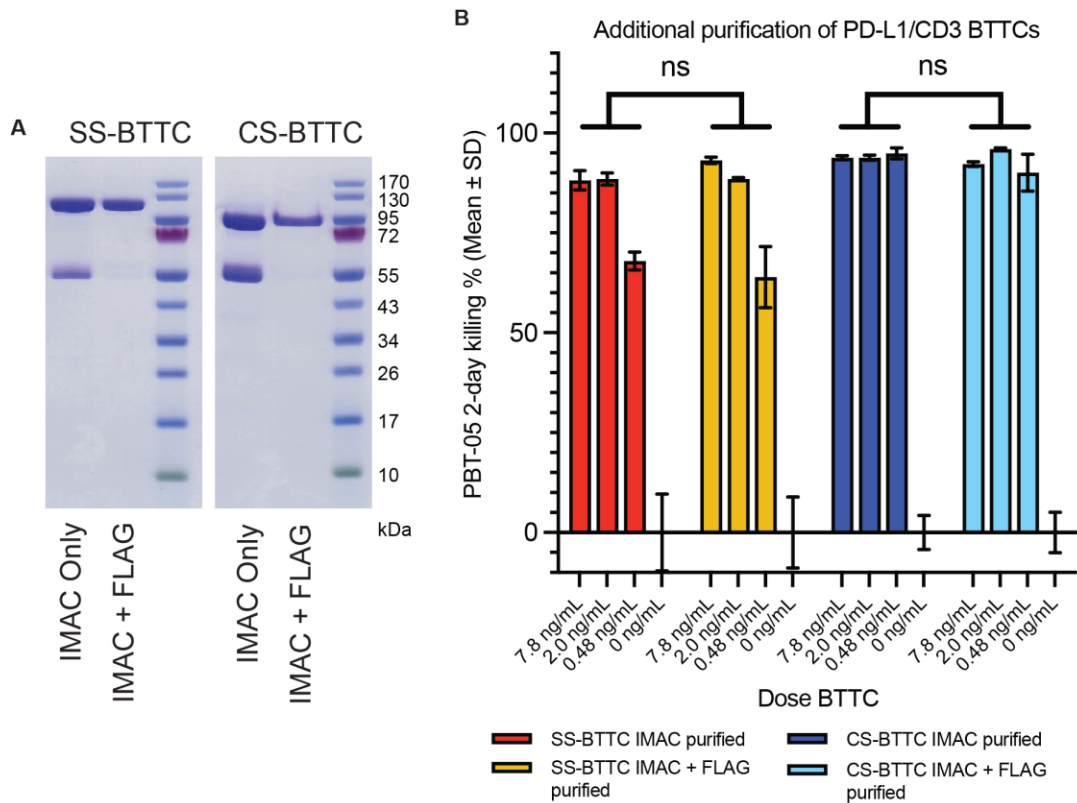 A
SS-BTTC
CS-BTTC
170
130
95
72
55
43
34
26
17
10
kDa
IMAC Only
IMAC + FLAG
IMAC Only
IMAC + FLAG
B
Additional purification of PD-L1/CD3 BTTCs
ns
ns
100
50
0
PBT-05 2-day killing % (Mean ± SD)
7.8 ng/mL
2.0 ng/mL
0.48 ng/mL
0 ng/mL
7.8 ng/mL
2.0 ng/mL
0.48 ng/mL
0 ng/mL
7.8 ng/mL
2.0 ng/mL
0.48 ng/mL
0 ng/mL
7.8 ng/mL
2.0 ng/mL
0.48 ng/mL
0 ng/mL
Dose BTTC
SS-BTTC IMAC purified
SS-BTTC IMAC + FLAG
purified
CS-BTTC IMAC purified
CS-BTTC IMAC + FLAG
purified